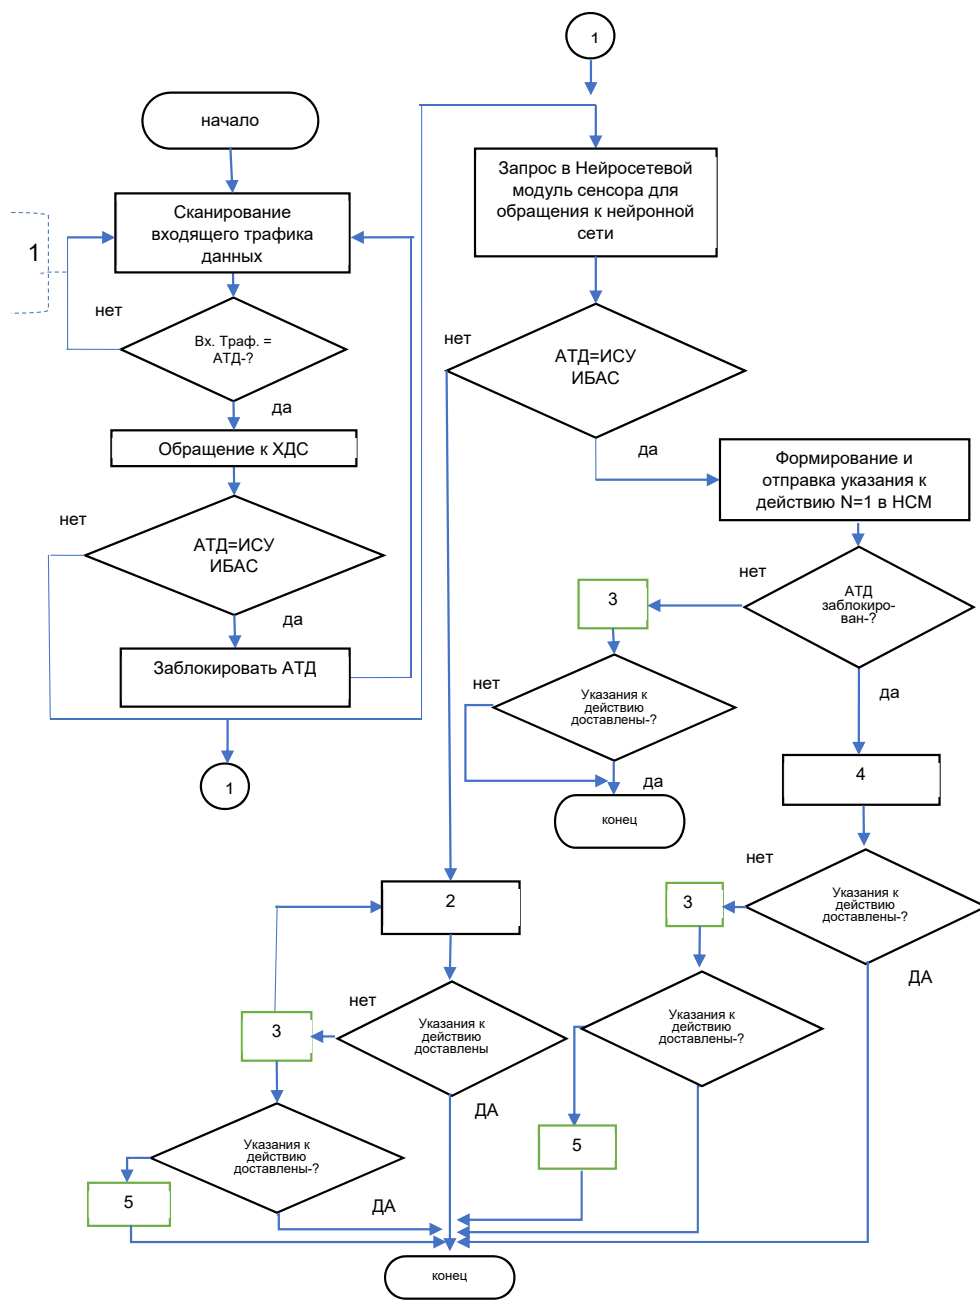 1
начало
Запрос в Нейросетевой
модуль сенсора для
обращения к нейронной
сети
Сканирование
входящего трафика
данных
1
нет
Вх. Траф. =
АТД-?
да
нет
АТД=ИСУ
ИБАС
да
Обращение к ХДС
нет
АТД=ИСУ
ИБАС
да
Заблокировать АТД
1
Формирование и
отправка указания к
действию N=1 в НСМ
нет
АТД
заблокиро-
ван-?
да
3
нет
Указания к
действию
доставлены-?
да
конец
4
нет
Указания к
действию
доставлены-?
ДА
3
Указания к
действию
доставлены-?
5
2
нет
Указания к
действию
доставлены
ДА
3
Указания к
действию
доставлены-?
ДА
5
конец